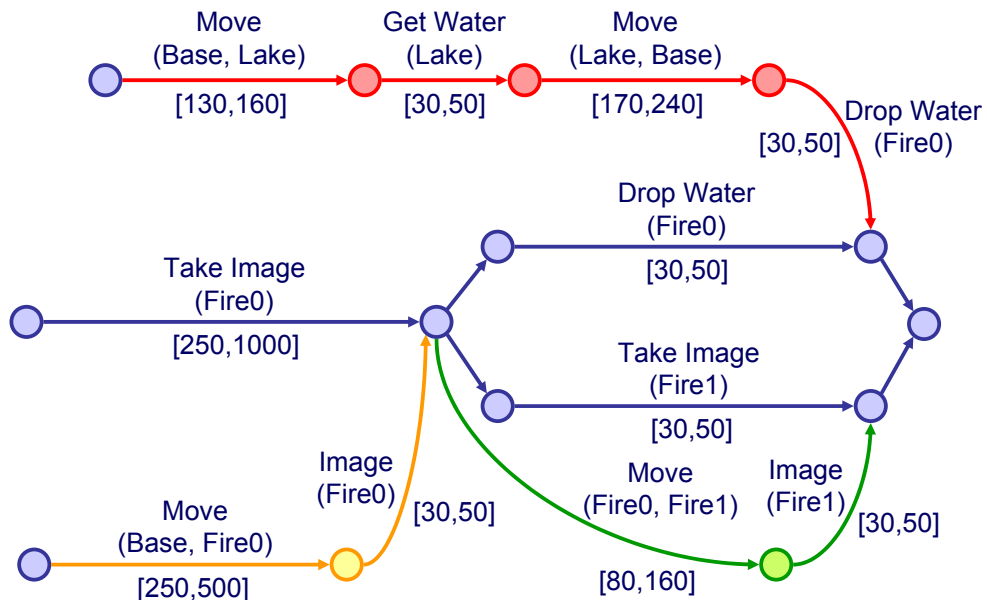 Move
(Base, Lake)
[130,160]
Get Water
(Lake)
[30,50]
Move
(Lake, Base)
[170,240]
Drop Water
(Fire0)
[30,50]
Drop Water
(Fire0)
[30,50]
Take Image
(Fire0)
[250,1000]
Take Image
(Fire1)
[30,50]
Image
(Fire0)
[30,50]
Move
(Fire0, Fire1)
[80,160]
Image
(Fire1)
[30,50]
Move
(Base, Fire0)
[250,500]